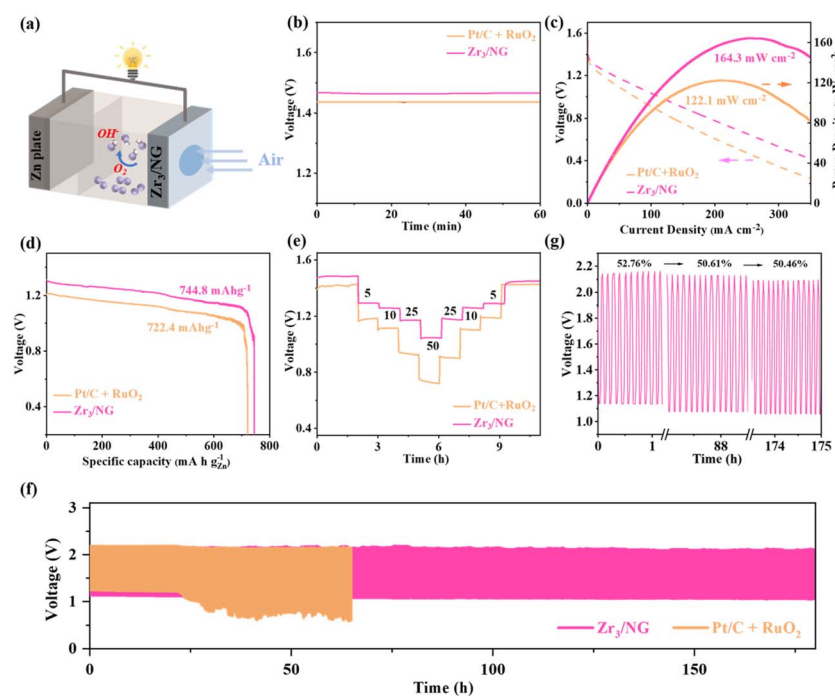 (a)
Zn plate
OH-
O2
Zr3/NG
Air
(b)
Voltage (V)
1.6
1.4
1.2
Pt/C + RuO2
Zr3/NG
0 10 20 30 40 50 60
Time (min)
(c)
Voltage (V)
2.0
1.6
1.2
0.8
0.4
0.0
164.3 mW cm-2
122.1 mW cm-2
Pt/C+RuO2
Zr3/NG
160
120
80
40
0
0 100 200 300
Current Density (mA cm-2)
(d)
Voltage (V)
1.2
0.8
0.4
744.8 mAhg-1
722.4 mAhg-1
Pt/C + RuO2
Zr3/NG
0 200 400 600 800
Specific capacity (mA h g-1Zn)
(e)
Voltage (V)
1.6
1.2
0.8
0.4
5 5
10 10
25 25
50
Pt/C+RuO2
Zr3/NG
0 3 6 9
Time (h)
(g)
Voltage (V)
2.2
2.0
1.8
1.6
1.4
1.2
1.0
52.76% → 50.61% → 50.46%
0 1 88 174 175
Time (h)
(f)
Voltage (V)
3
2
1
0
Zr3/NG Pt/C + RuO2
0 50 100 150
Time (h)